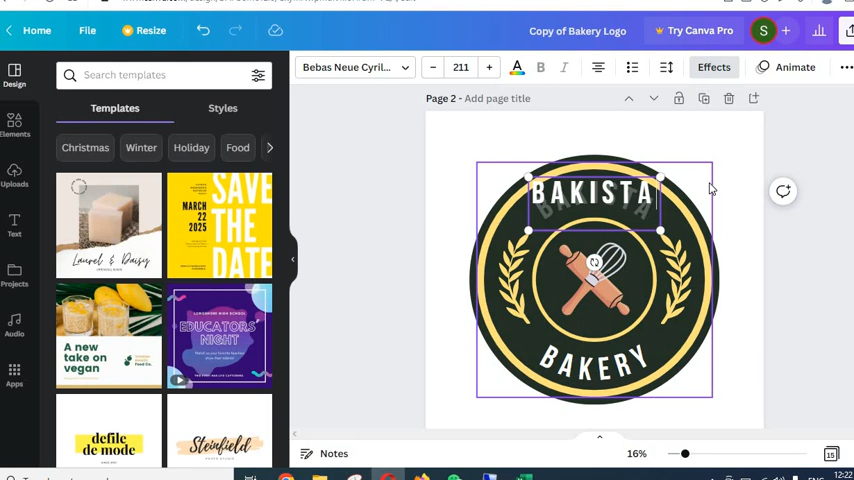 Home
File
Resize
Copy of Bakery Logo
Try Canva Pro
S
Design
Elements
Uploads
Text
Projects
Audio
Apps
Search templates
Templates
Styles
Christmas
Winter
Holiday
Food
Laurel & Daisy
MARCH
22
2025
SAVE
THE
DATE
A new
take on
vegan
EDUCATORS'
NIGHT
defile
de mode
Steinfield
Bebas Neue Cyril...
211
A
B
I
Effects
Animate
Page 2 - Add page title
BAKISTA
BAKERY
Notes
16%
15
ENG
12:22